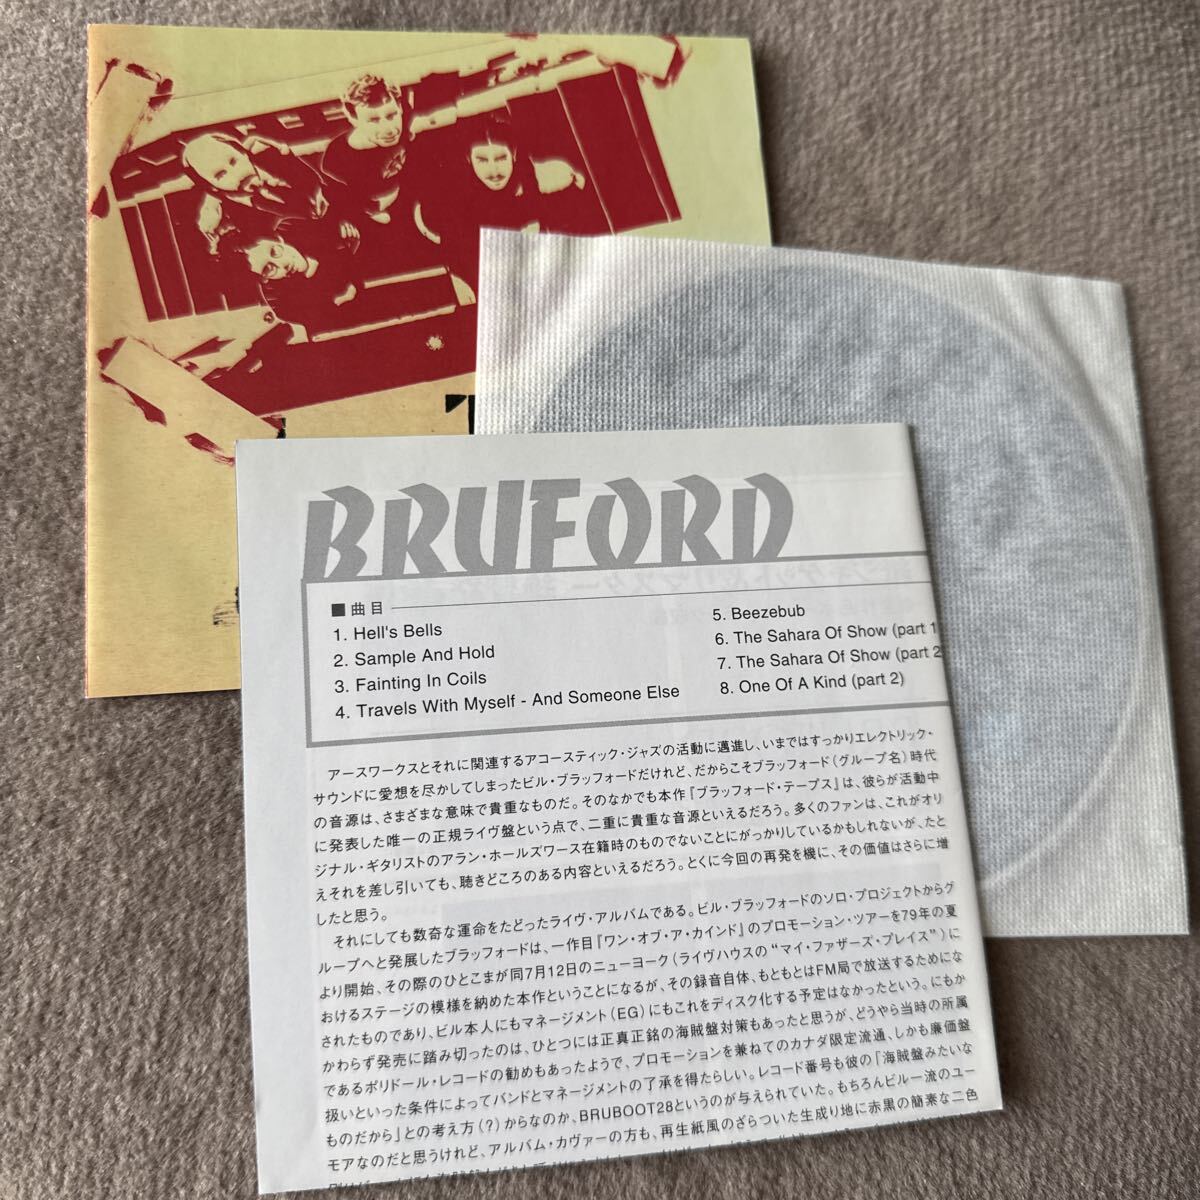 BRUFORD
■曲目
1. Hell's Bells
2. Sample And Hold
3. Fainting In Coils
4. Travels With Myself - And Someone Else
5. Beezebub
6. The Sahara Of Show (part 1
7. The Sahara Of Show (part 2
8. One Of A Kind (part 2)
アースワークスとそれに関連するアコースティック・ジャズの活動に邁進し、いまではすっかりエレクトリック・
サウンドに愛想を尽かしてしまったビル・ブラッフォードだけれど、だからこそブラッフォード（グループ名）時代
の音源は、さまざまな意味で貴重なものだ。そのなかでも本作『ブラッフォード・テープス』は、彼らが活動中
に発表した唯一の正規ライヴ盤という点で、二重に貴重な音源といえるだろう。多くのファンは、これがオリ
ジナル・ギタリストのアラン・ホールズワース在籍時のものでないことにがっかりしているかもしれないが、たと
えそれを差し引いても、聴きどころのある内容といえるだろう。とくに今回の再発を機に、その価値はさらに増
したと思う。
それにしても数奇な運命をたどったライヴ・アルバムである。ビル・ブラッフォードのソロ・プロジェクトからグ
ループへと発展したブラッフォードは、一作目『ワン・オブ・ア・カインド』のプロモーション・ツアーを79年の夏
より開始、その際のひとこまが同7月12日のニューヨーク（ライヴハウスの“マイ・ファザーズ・プレイス”）に
おけるステージの模様を納めた本作ということになるが、その録音自体、もともとはFM局で放送するためにな
されたものであり、ビル本人にもマネージメント（EG）にもこれをディスク化する予定はなかったという。にもか
かわらず発売に踏み切ったのは、ひとつには正真正銘の海賊盤対策もあったと思うが、どうやら当時の所属
であるポリドール・レコードの勧めもあったようで、プロモーションを兼ねてのカナダ限定流通、しかも廉価盤
扱いといった条件によってバンドとマネージメントの了承を得たらしい。レコード番号も彼の「海賊盤みたいな
ものだから」との考え方（？）からなのか、BRUBOOT28というのが与えられていた。もちろんビル一流のユー
モアなのだと思うけれど、アルバム・カヴァーの方も、再生紙風のざらついた生成り地に赤黒の簡素な二色